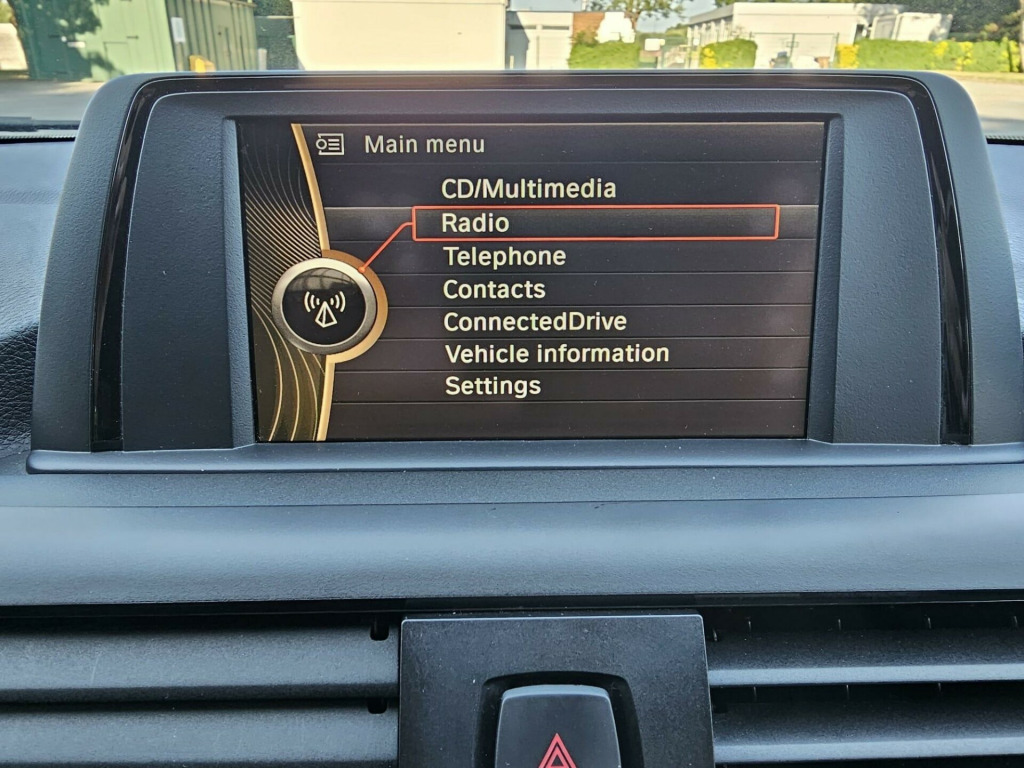 Main menu
CD/Multimedia
Radio
Telephone
Contacts
ConnectedDrive
Vehicle information
Settings